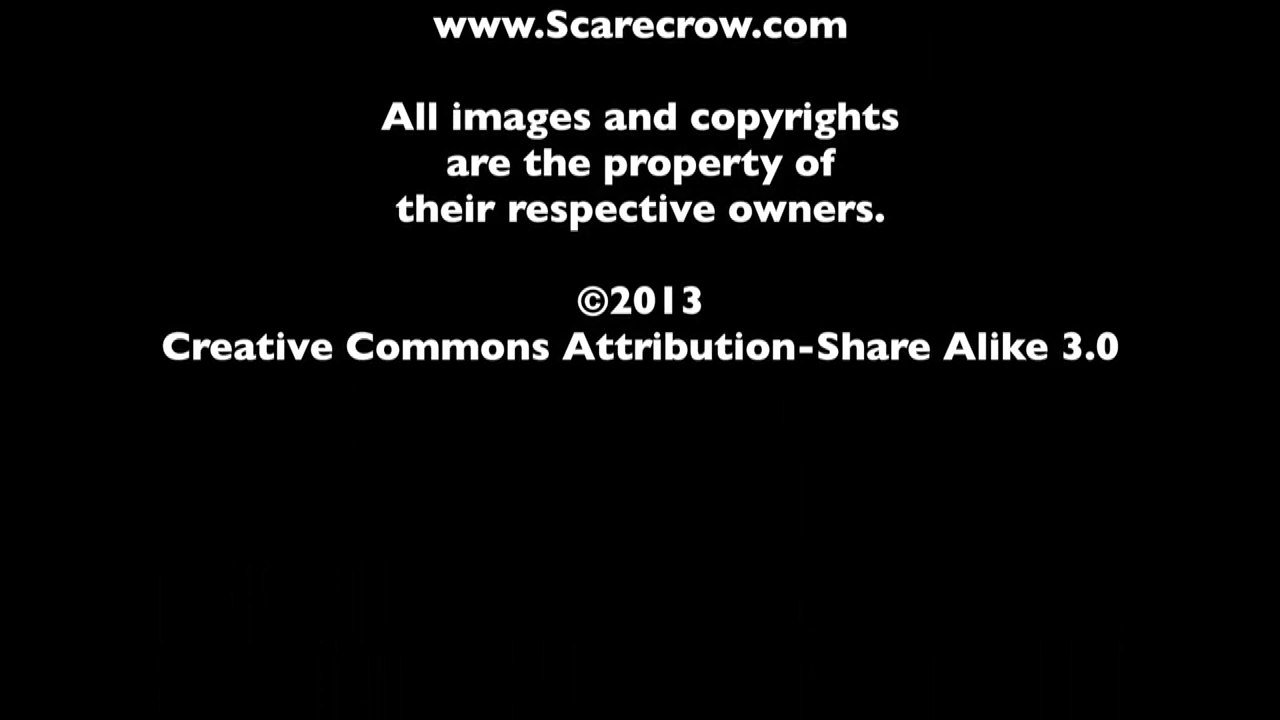 www.Scarecrow.com
All images and copyrights
are the property of
their respective owners.
©2013
Creative Commons Attribution-Share Alike 3.0